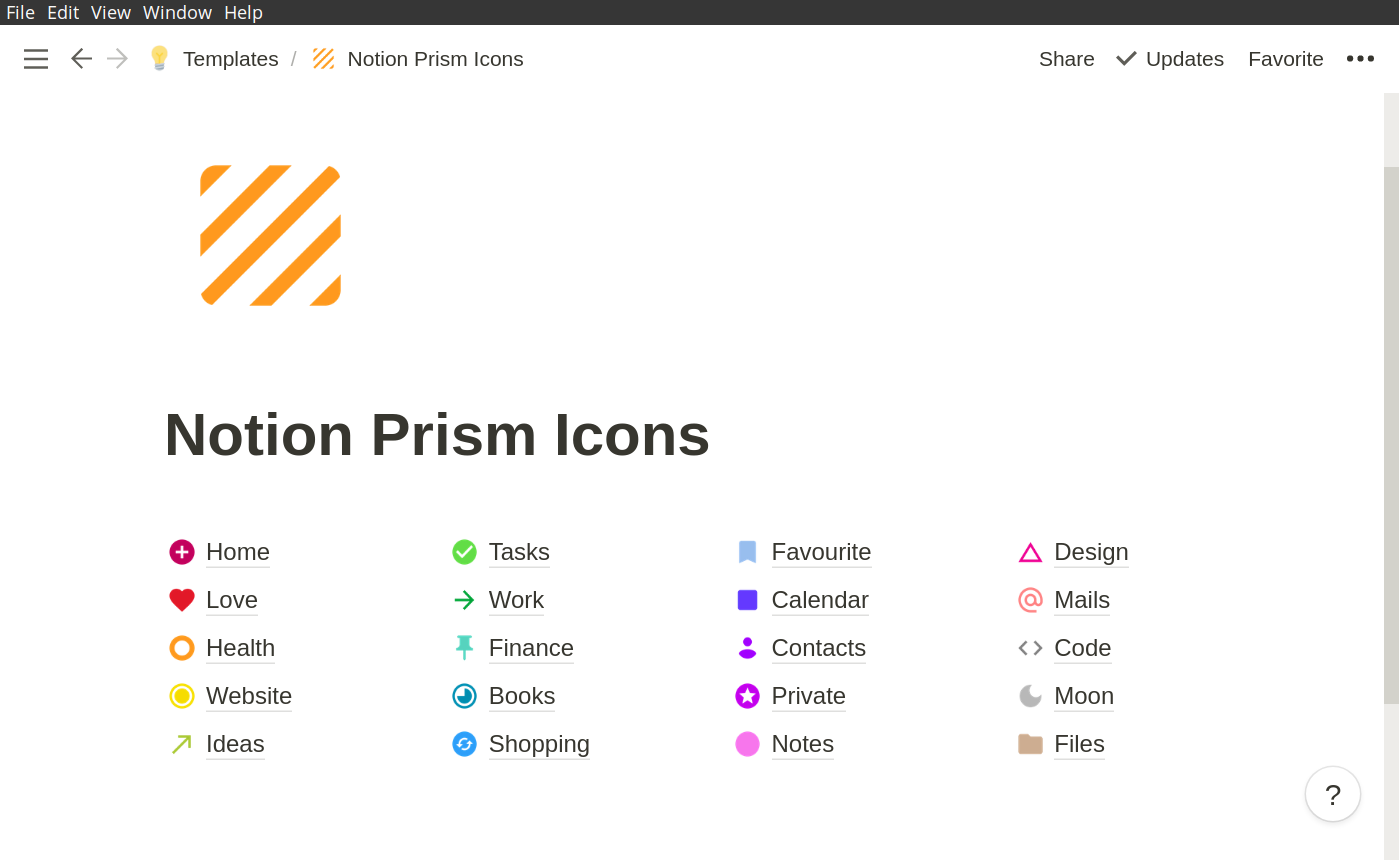 File Edit View Window Help
Templates / Notion Prism Icons Share Updates Favorite
Notion Prism Icons
Home Tasks Favourite Design
Love Work Calendar Mails
Health Finance Contacts Code
Website Books Private Moon
Ideas Shopping Notes Files
?